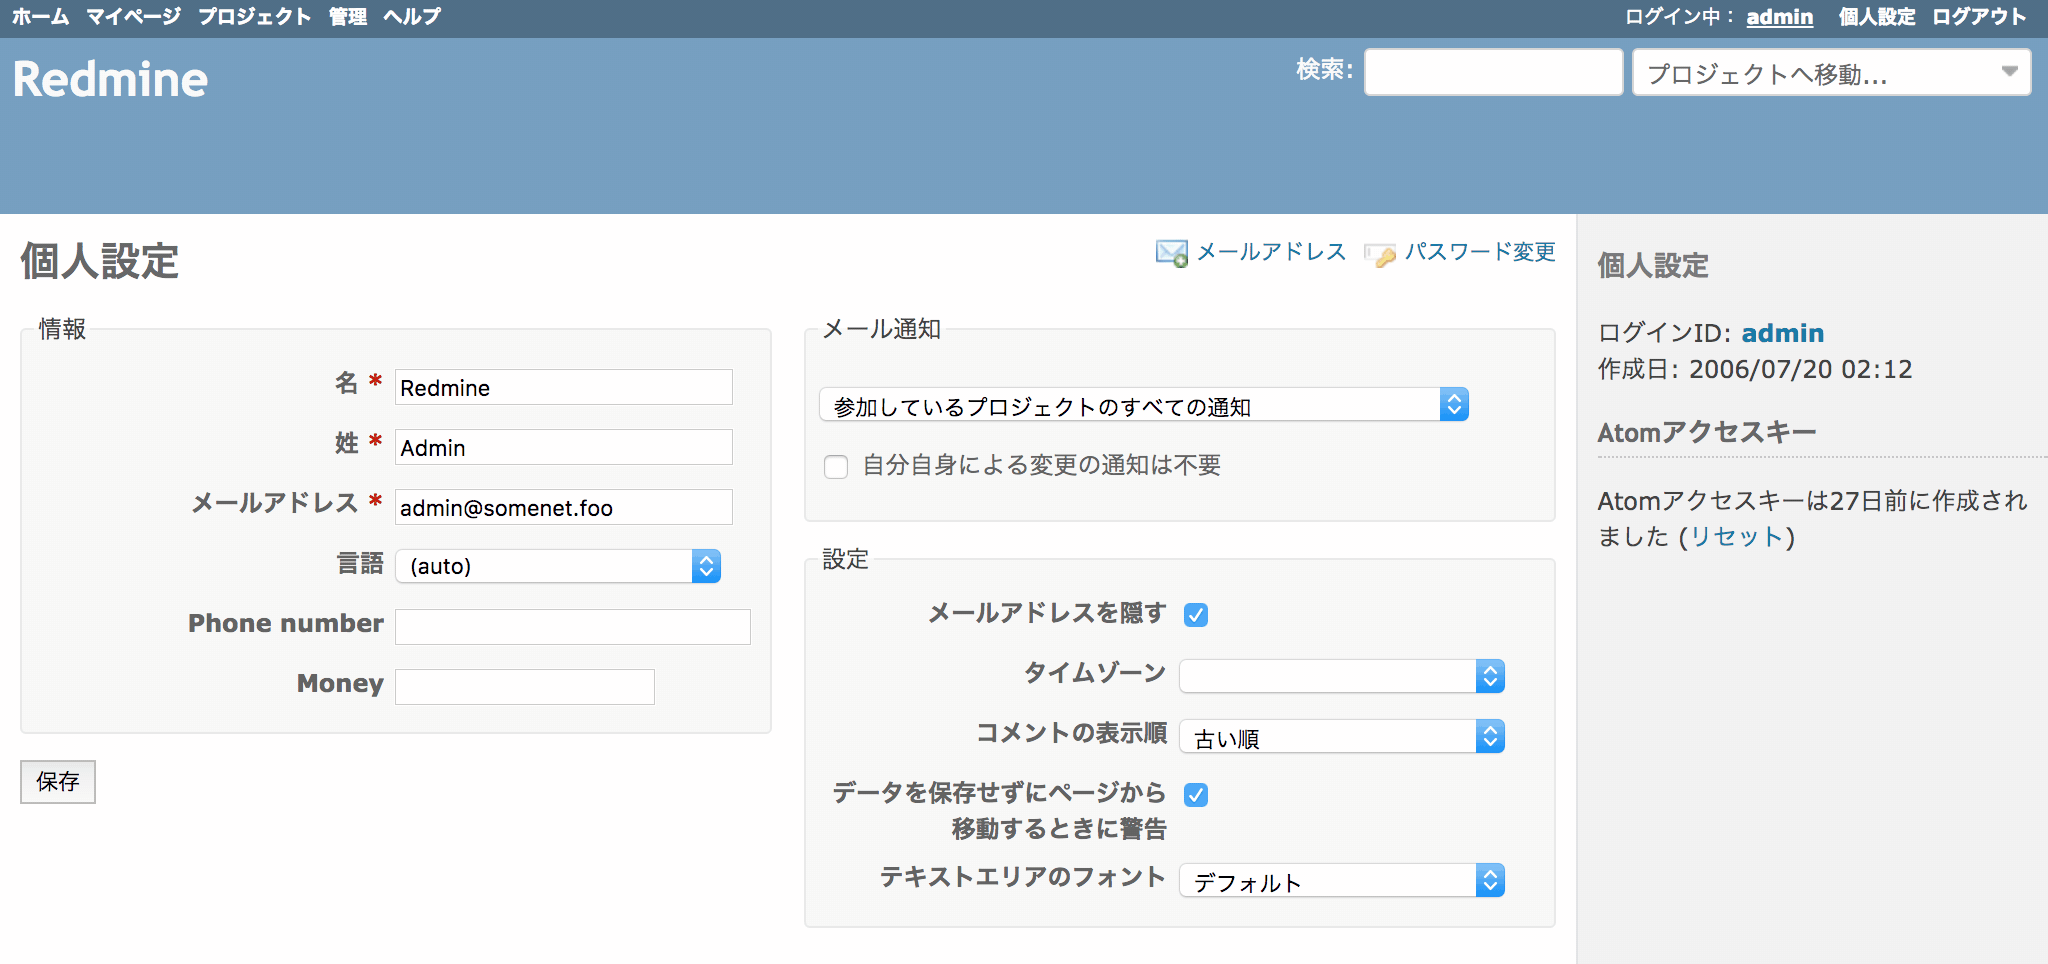 ホーム マイページ プロジェクト 管理 ヘルプ
ログイン中： admin 個人設定 ログアウト
Redmine
検索:
プロジェクトへ移動...
個人設定
メールアドレス パスワード変更
情報
名 *
Redmine
姓 *
Admin
メールアドレス *
admin@somenet.foo
言語
(auto)
Phone number
Money
保存
メール通知
参加しているプロジェクトのすべての通知
自分自身による変更の通知は不要
設定
メールアドレスを隠す
タイムゾーン
コメントの表示順
古い順
データを保存せずにページから
移動するときに警告
テキストエリアのフォント
デフォルト
個人設定
ログインID: admin
作成日: 2006/07/20 02:12
Atomアクセスキー
Atomアクセスキーは27日前に作成され
ました (リセット)